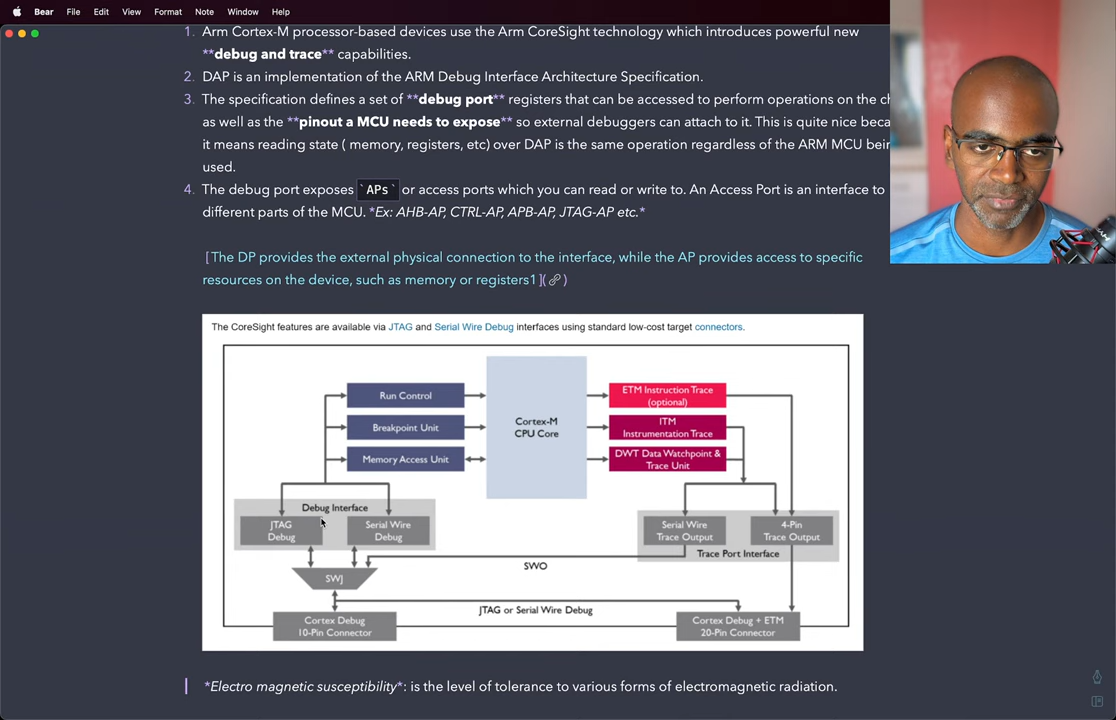 Bear File Edit View Format Note Window Help
1. Arm Cortex-M processor-based devices use the Arm CoreSight technology which introduces powerful new
**debug and trace** capabilities.
2. DAP is an implementation of the ARM Debug Interface Architecture Specification.
3. The specification defines a set of **debug port** registers that can be accessed to perform operations on the
as well as the **pinout a MCU needs to expose** so external debuggers can attach to it. This is quite nice
it means reading state ( memory, registers, etc) over DAP is the same operation regardless of the ARM MCU
used.
4. The debug port exposes `APs` or access ports which you can read or write to. An Access Port is an interface to
different parts of the MCU. *Ex: AHB-AP, CTRL-AP, APB-AP, JTAG-AP etc.*
[The DP provides the external physical connection to the interface, while the AP provides access to specific
resources on the device, such as memory or registers1]()
The CoreSight features are available via JTAG and Serial Wire Debug interfaces using standard low-cost target connectors.
Run Control
Breakpoint Unit
Memory Access Unit
Cortex-M
CPU Core
ETM Instruction Trace
(optional)
ITM
Instrumentation Trace
DWT Data Watchpoint &
Trace Unit
Debug Interface
JTAG
Debug
Serial Wire
Debug
Serial Wire
Trace Output
4-Pin
Trace Output
Trace Port Interface
SWO
SWJ
JTAG or Serial Wire Debug
Cortex Debug
10-Pin Connector
Cortex Debug + ETM
20-Pin Connector
*Electro magnetic susceptibility*: is the level of tolerance to various forms of electromagnetic radiation.